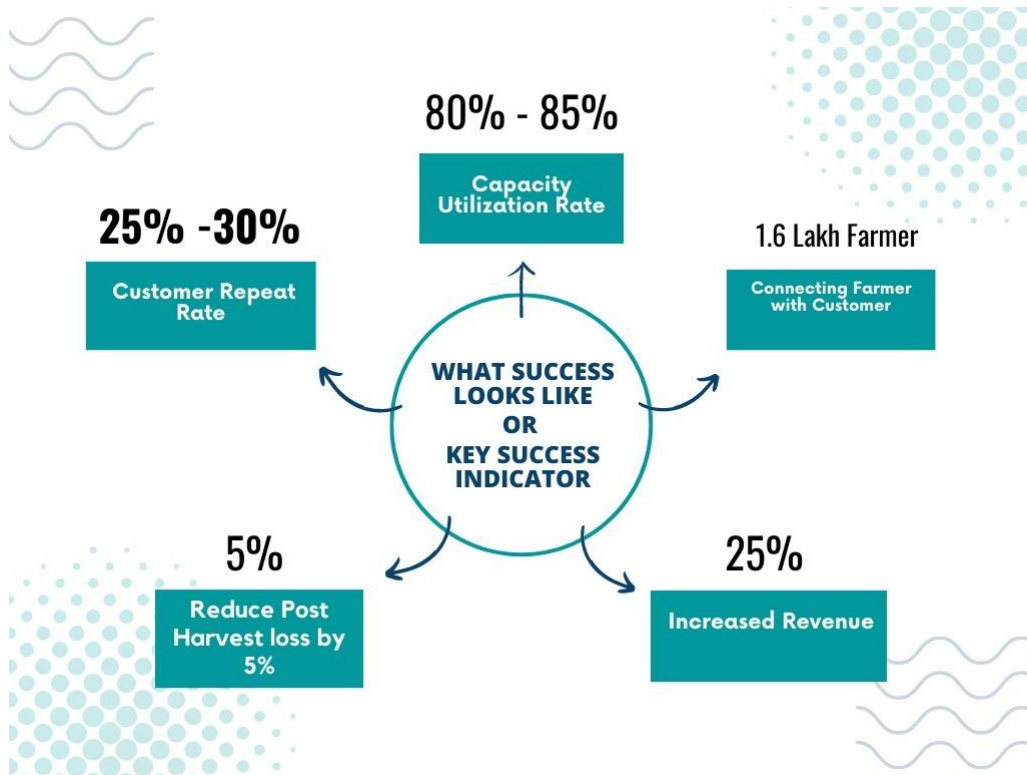 80% - 85%
Capacity
Utilization Rate
25% -30%
Customer Repeat
Rate
1.6 Lakh Farmer
Connecting Farmer
with Customer
WHAT SUCCESS
LOOKS LIKE
OR
KEY SUCCESS
INDICATOR
5%
Reduce Post
Harvest loss by
5%
25%
Increased Revenue